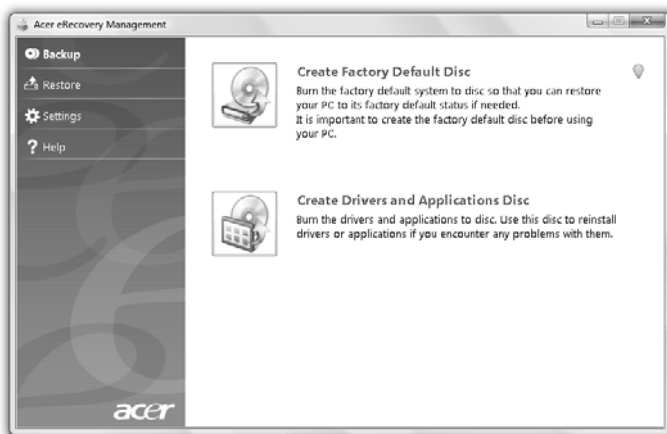 Acer eRecovery Management
Backup
Restore
Settings
? Help
Create Factory Default Disc
Burn the factory default system to disc so that you can restore
your PC to its factory default status if needed.
It is important to create the factory default disc before using
your PC.
Create Drivers and Applications Disc
Burn the drivers and applications to disc. Use this disc to reinstall
drivers or applications if you encounter any problems with them.
acer